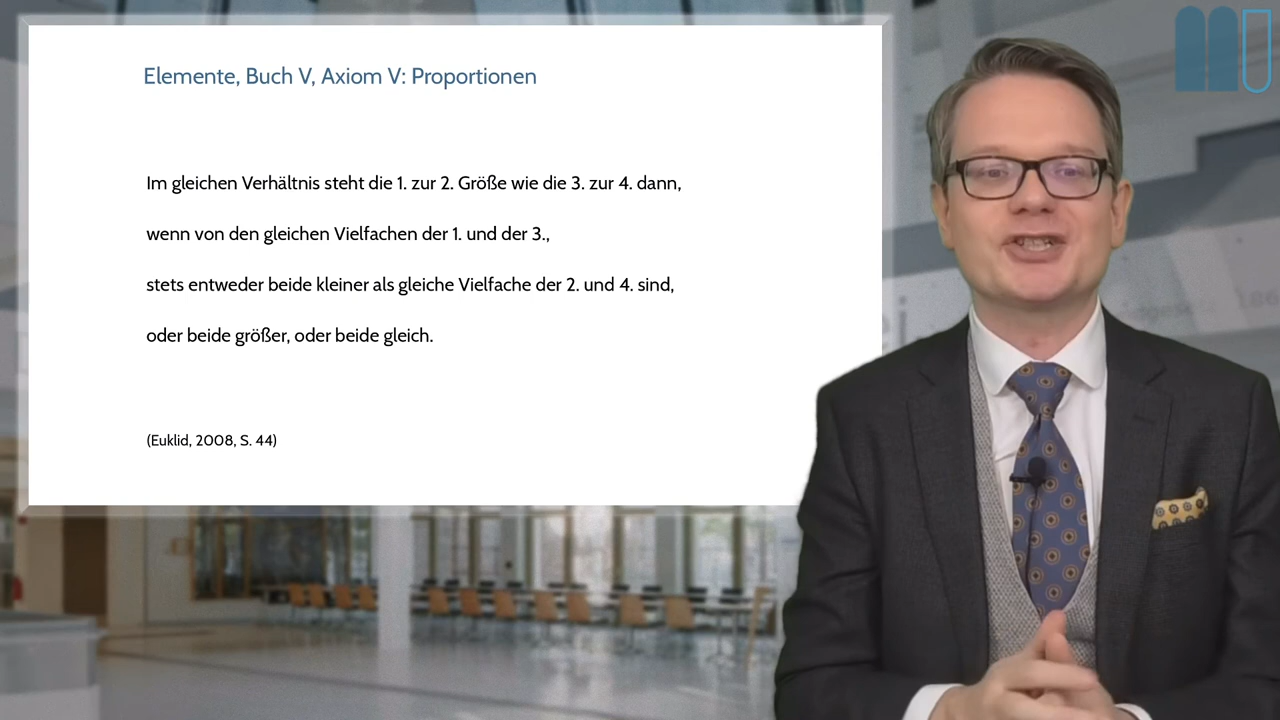 Elemente, Buch V, Axiom V: Proportionen
Im gleichen Verhältnis steht die 1. zur 2. Größe wie die 3. zur 4. dann,
wenn von den gleichen Vielfachen der 1. und der 3.,
stets entweder beide kleiner als gleiche Vielfache der 2. und 4. sind,
oder beide größer, oder beide gleich.
(Euklid, 2008, S. 44)